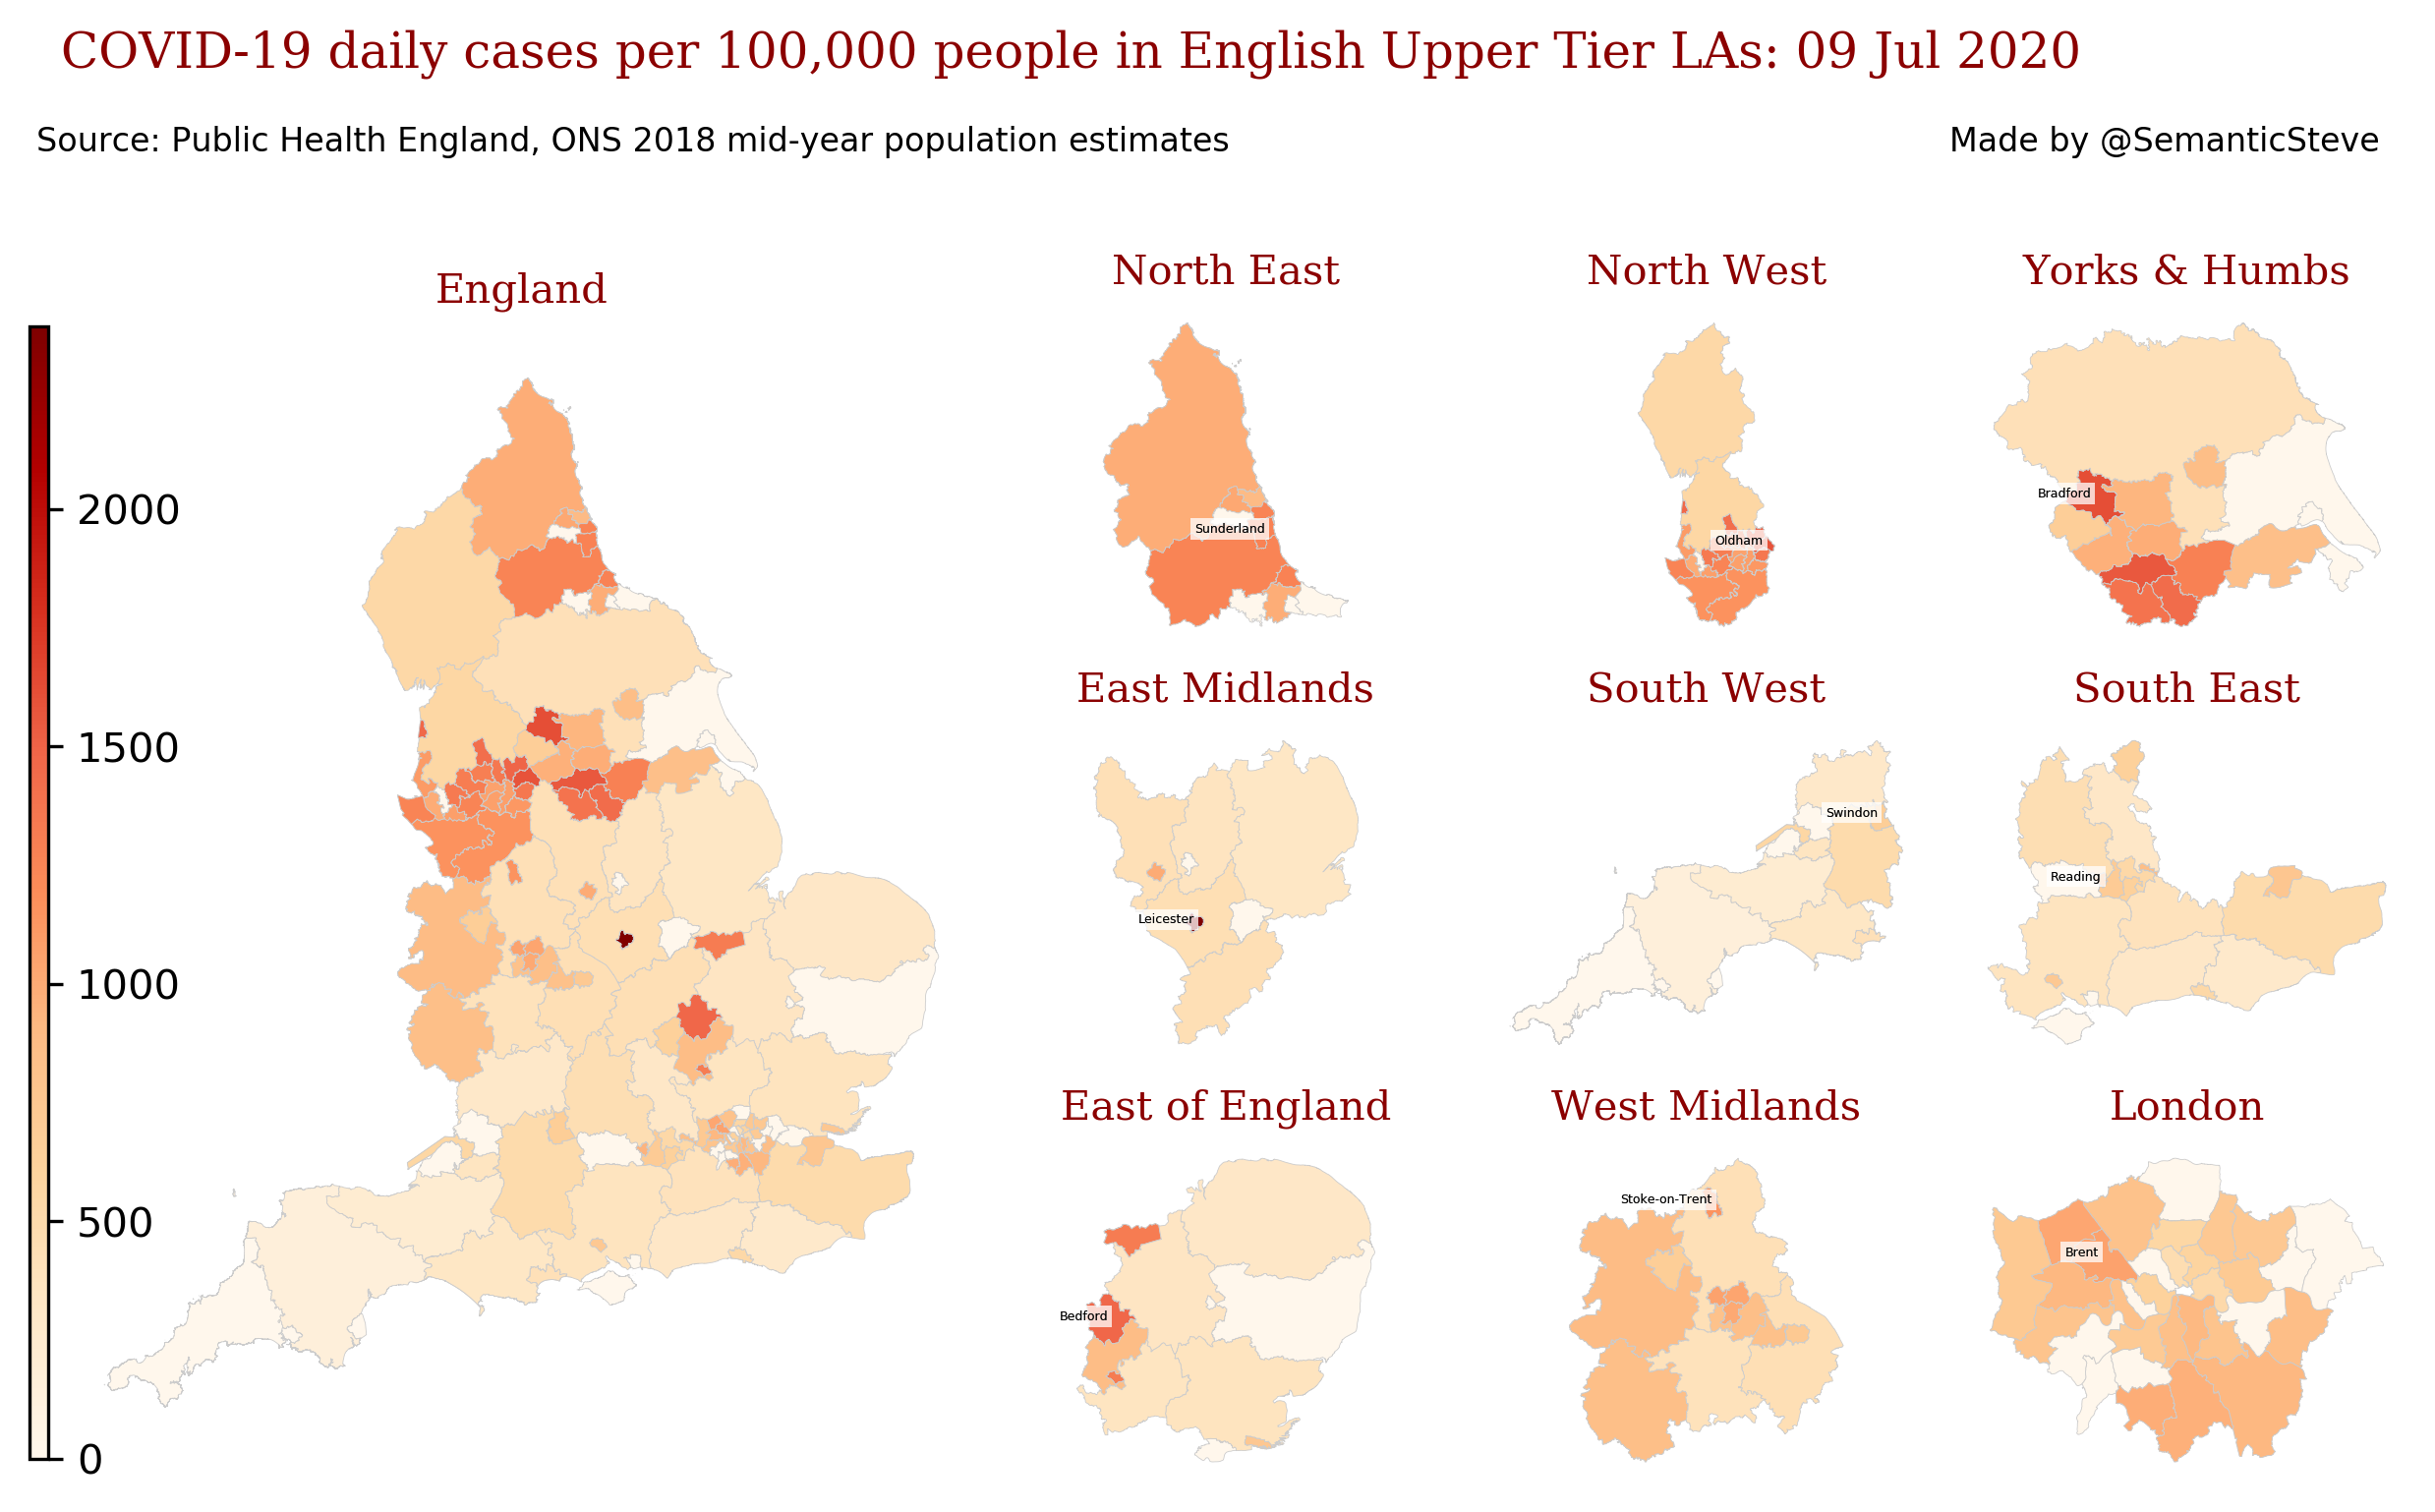 COVID-19 daily cases per 100,000 people in English Upper Tier LAs: 09 Jul 2020
Source: Public Health England, ONS 2018 mid-year population estimates
Made by @SemanticSteve
England
2000
1500
1000
500
0
North East
Sunderland
North West
Oldham
Yorks & Humbs
Bradford
East Midlands
Leicester
South West
Swindon
South East
Reading
East of England
Bedford
West Midlands
Stoke-on-Trent
London
Brent